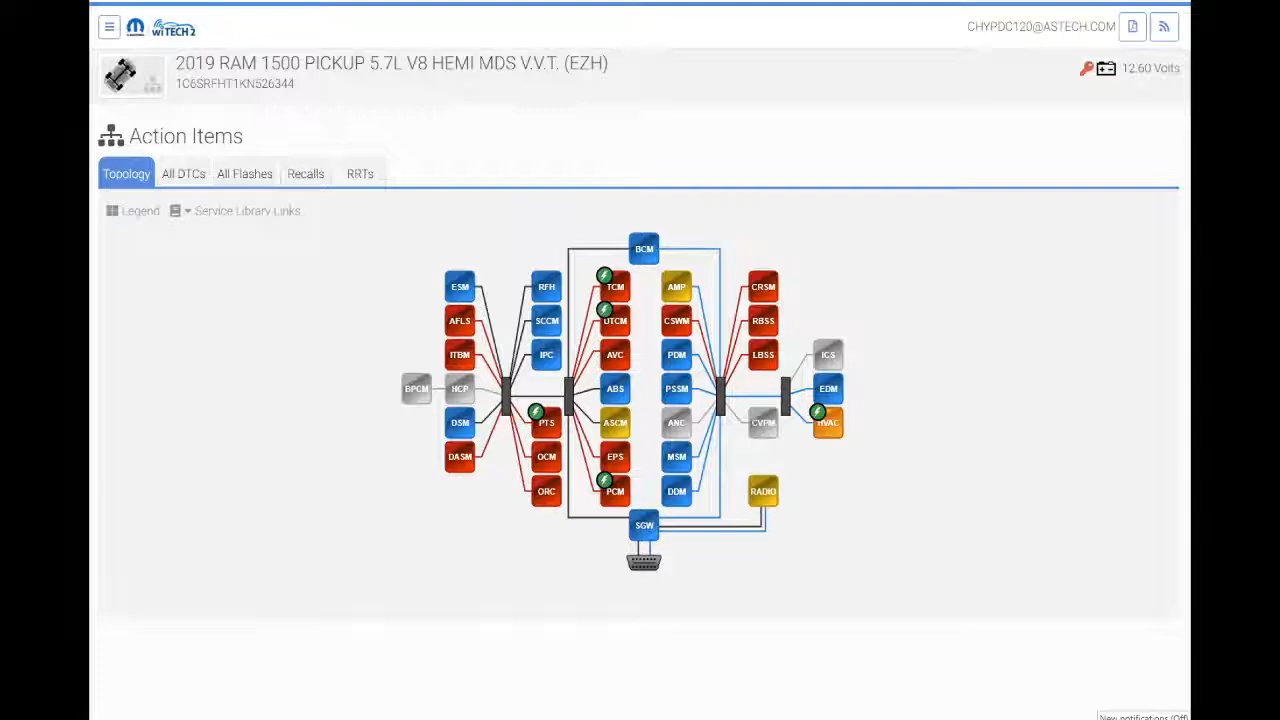 wiTECH 2
CHYPDC120@ASTECH.COM
2019 RAM 1500 PICKUP 5.7L V8 HEMI MDS V.V.T. (EZH)
1C6SRFHT1KN526344
12.60 Volts
Action Items
Topology All DTCs All Flashes Recalls RRTs
Legend Service Library Links
BCM
ESM RFH TCM AMP CRSM
AFLS SCCM DTCM CSWM RBSS
ITBM IPC AVC PDM LBSS ICS
BPCM HCP ABS PSSM EDM
DSM PTS ASCM ANC CVPM HVAC
DASM OCM EPS MSM
ORC PCM DDM RADIO
SGW
New notifications (Off)